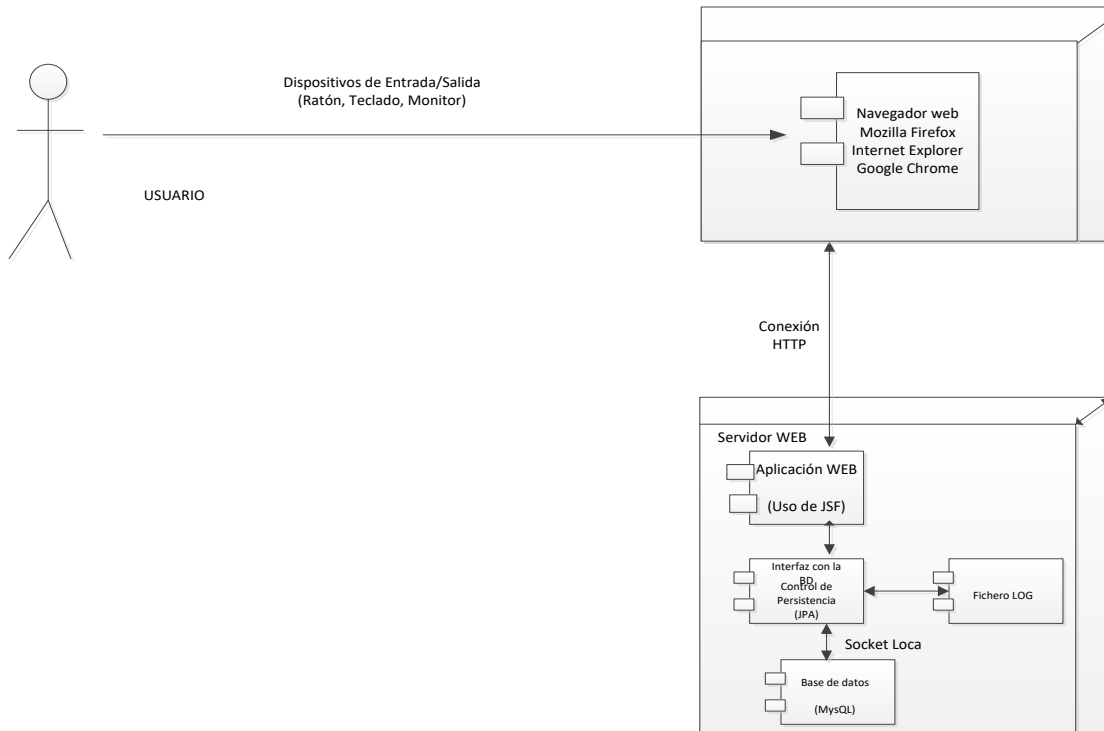 Dispositivos de Entrada/Salida
(Ratón, Teclado, Monitor)
USUARIO
Navegador web
Mozilla Firefox
Internet Explorer
Google Chrome
Conexión
HTTP
Servidor WEB
Aplicación WEB
(Uso de JSF)
Interfaz con la
BD
Control de
Persistencia
(JPA)
Fichero LOG
Socket Loca
Base de datos
(MysQL)